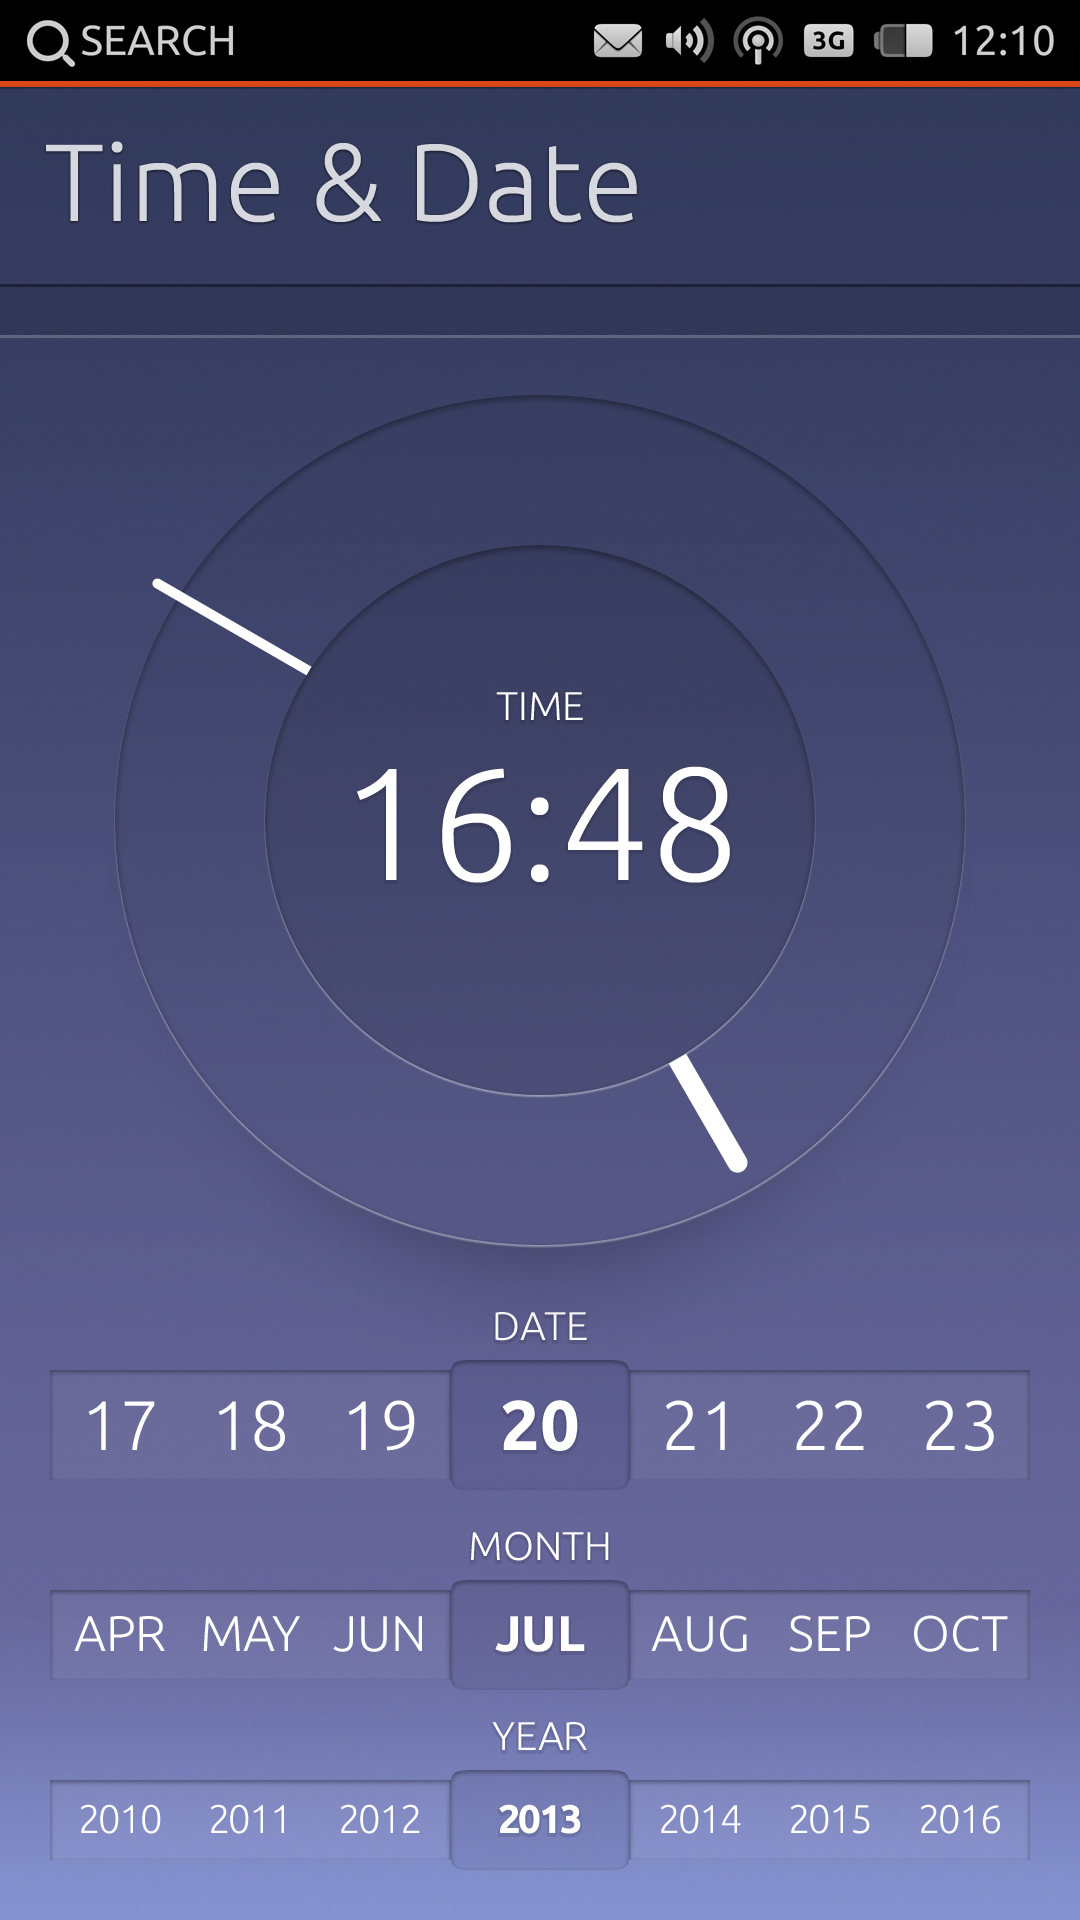 SEARCH 3G 12:10
Time & Date
TIME
16:48
DATE
17 18 19 20 21 22 23
MONTH
APR MAY JUN JUL AUG SEP OCT
YEAR
2010 2011 2012 2013 2014 2015 2016